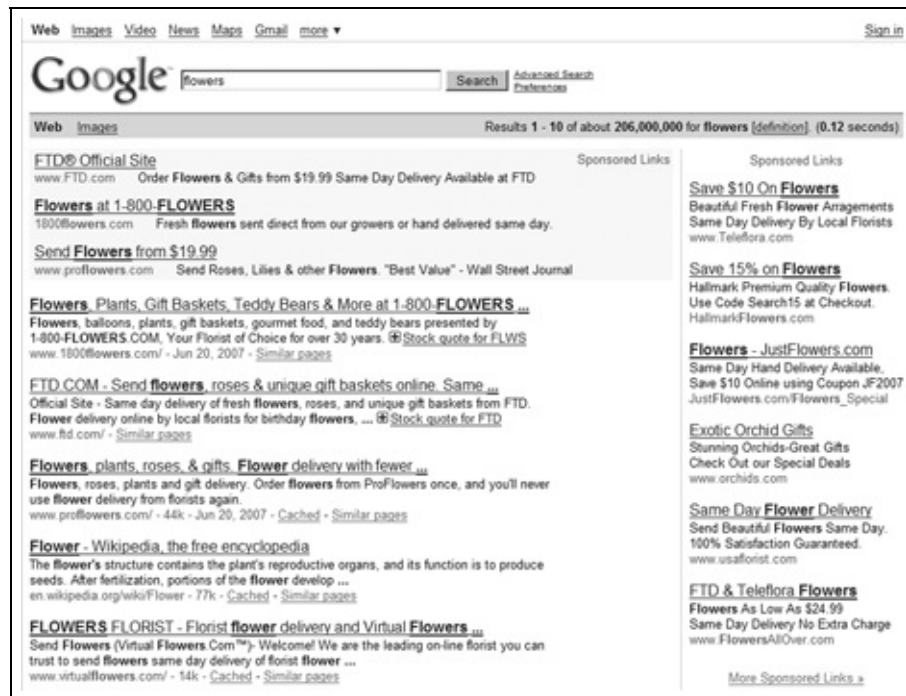 Web Images Video News Maps Gmail more ▼
Sign in
Google™
flowers
Search
Advanced Search
Preferences
Web Images
Results 1 - 10 of about 206,000,000 for flowers [definition]. (0.12 seconds)
FTD® Official Site
Sponsored Links
www.FTD.com Order Flowers & Gifts from $19.99 Same Day Delivery Available at FTD
Flowers at 1-800-FLOWERS
1800flowers.com Fresh flowers sent direct from our growers or hand delivered same day.
Send Flowers from $19.99
www.proflowers.com Send Roses, Lilies & other Flowers. "Best Value" - Wall Street Journal
Flowers, Plants, Gift Baskets, Teddy Bears & More at 1-800-FLOWERS ...
Flowers, balloons, plants, gift baskets, gourmet food, and teddy bears presented by
1-800-FLOWERS.COM, Your Florist of Choice for over 30 years. Stock quote for FLWS
www.1800flowers.com/ - Jun 20, 2007 - Similar pages
FTD.COM - Send flowers, roses & unique gift baskets online. Same ...
Official Site - Same day delivery of fresh flowers, roses, and unique gift baskets from FTD.
Flower delivery online by local florists for birthday flowers, ... Stock quote for FTD
www.ftd.com/ - Similar pages
Flowers, plants, roses, & gifts. Flower delivery with fewer ...
Flowers, roses, plants and gift delivery. Order flowers from ProFlowers once, and you'll never
use flower delivery from florists again.
www.proflowers.com/ - 44k - Jun 20, 2007 - Cached - Similar pages
Flower - Wikipedia, the free encyclopedia
The flower's structure contains the plant's reproductive organs, and its function is to produce
seeds. After fertilization, portions of the flower develop ...
en.wikipedia.org/wiki/Flower - 77k - Cached - Similar pages
FLOWERS FLORIST - Florist flower delivery and Virtual Flowers ...
Send Flowers (Virtual Flowers.Com™)- Welcome! We are the leading on-line florist you can
trust to send flowers same day delivery of florist flower ...
www.virtualflowers.com/ - 14k - Cached - Similar pages
Sponsored Links
Save $10 On Flowers
Beautiful Fresh Flower Arragements
Same Day Delivery By Local Florists
www.Teleflora.com
Save 15% on Flowers
Hallmark Premium Quality Flowers.
Use Code Search15 at Checkout.
HallmarkFlowers.com
Flowers - JustFlowers.com
Same Day Hand Delivery Available,
Save $10 Online using Coupon JF2007
JustFlowers.com/Flowers_Special
Exotic Orchid Gifts
Stunning Orchids-Great Gifts
Check Out our Special Deals
www.orchids.com
Same Day Flower Delivery
Send Beautiful Flowers Same Day.
100% Satisfaction Guaranteed.
www.usaflorist.com
FTD & Teleflora Flowers
Flowers As Low As $24.99
Same Day Delivery No Extra Charge
www.FlowersAllOver.com
More Sponsored Links »